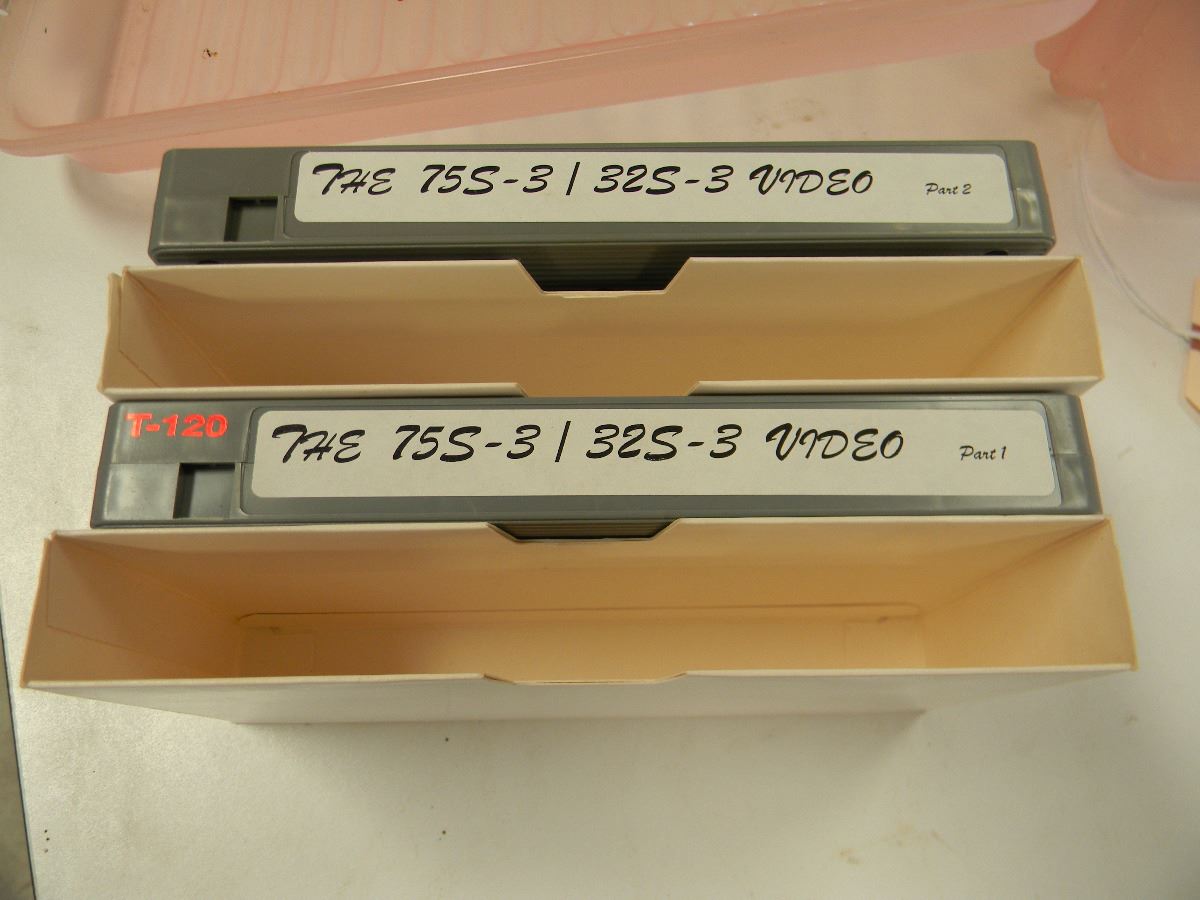 THE 75S-3 / 32S-3 VIDEO Part 2
T-120
THE 75S-3 / 32S-3 VIDEO Part 1